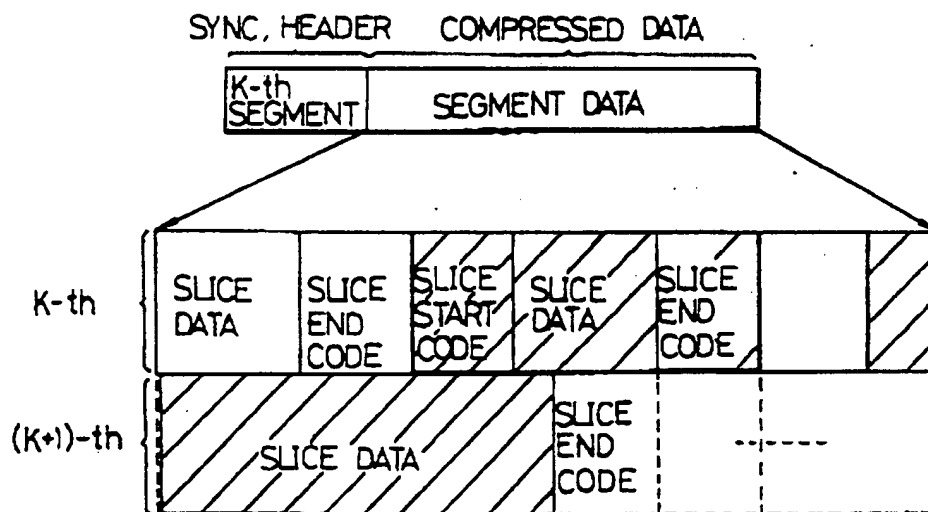 SYNC, HEADER COMPRESSED DATA
K-th
SEGMENT
SEGMENT DATA
K-th
SLICE
DATA
SLICE
END
CODE
SLICE
START
CODE
SLICE
DATA
SLICE
END
CODE
(K+1)-th
SLICE DATA
SLICE
END
CODE